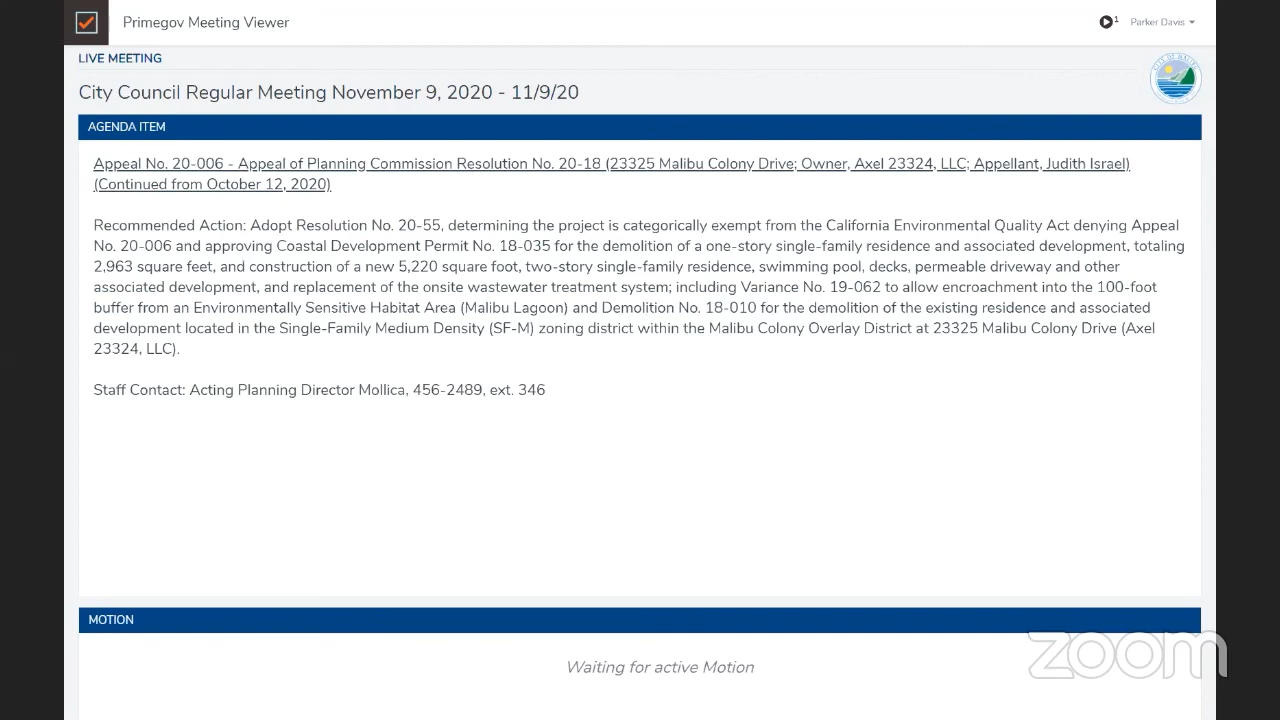 Primegov Meeting Viewer
1
Parker Davis
LIVE MEETING
City Council Regular Meeting November 9, 2020 - 11/9/20
AGENDA ITEM
Appeal No. 20-006 - Appeal of Planning Commission Resolution No. 20-18 (23325 Malibu Colony Drive; Owner, Axel 23324, LLC; Appellant, Judith Israel)
(Continued from October 12, 2020)
Recommended Action: Adopt Resolution No. 20-55, determining the project is categorically exempt from the California Environmental Quality Act denying Appeal
No. 20-006 and approving Coastal Development Permit No. 18-035 for the demolition of a one-story single-family residence and associated development, totaling
2,963 square feet, and construction of a new 5,220 square foot, two-story single-family residence, swimming pool, decks, permeable driveway and other
associated development, and replacement of the onsite wastewater treatment system; including Variance No. 19-062 to allow encroachment into the 100-foot
buffer from an Environmentally Sensitive Habitat Area (Malibu Lagoon) and Demolition No. 18-010 for the demolition of the existing residence and associated
development located in the Single-Family Medium Density (SF-M) zoning district within the Malibu Colony Overlay District at 23325 Malibu Colony Drive (Axel
23324, LLC).
Staff Contact: Acting Planning Director Mollica, 456-2489, ext. 346
MOTION
Waiting for active Motion
zoom